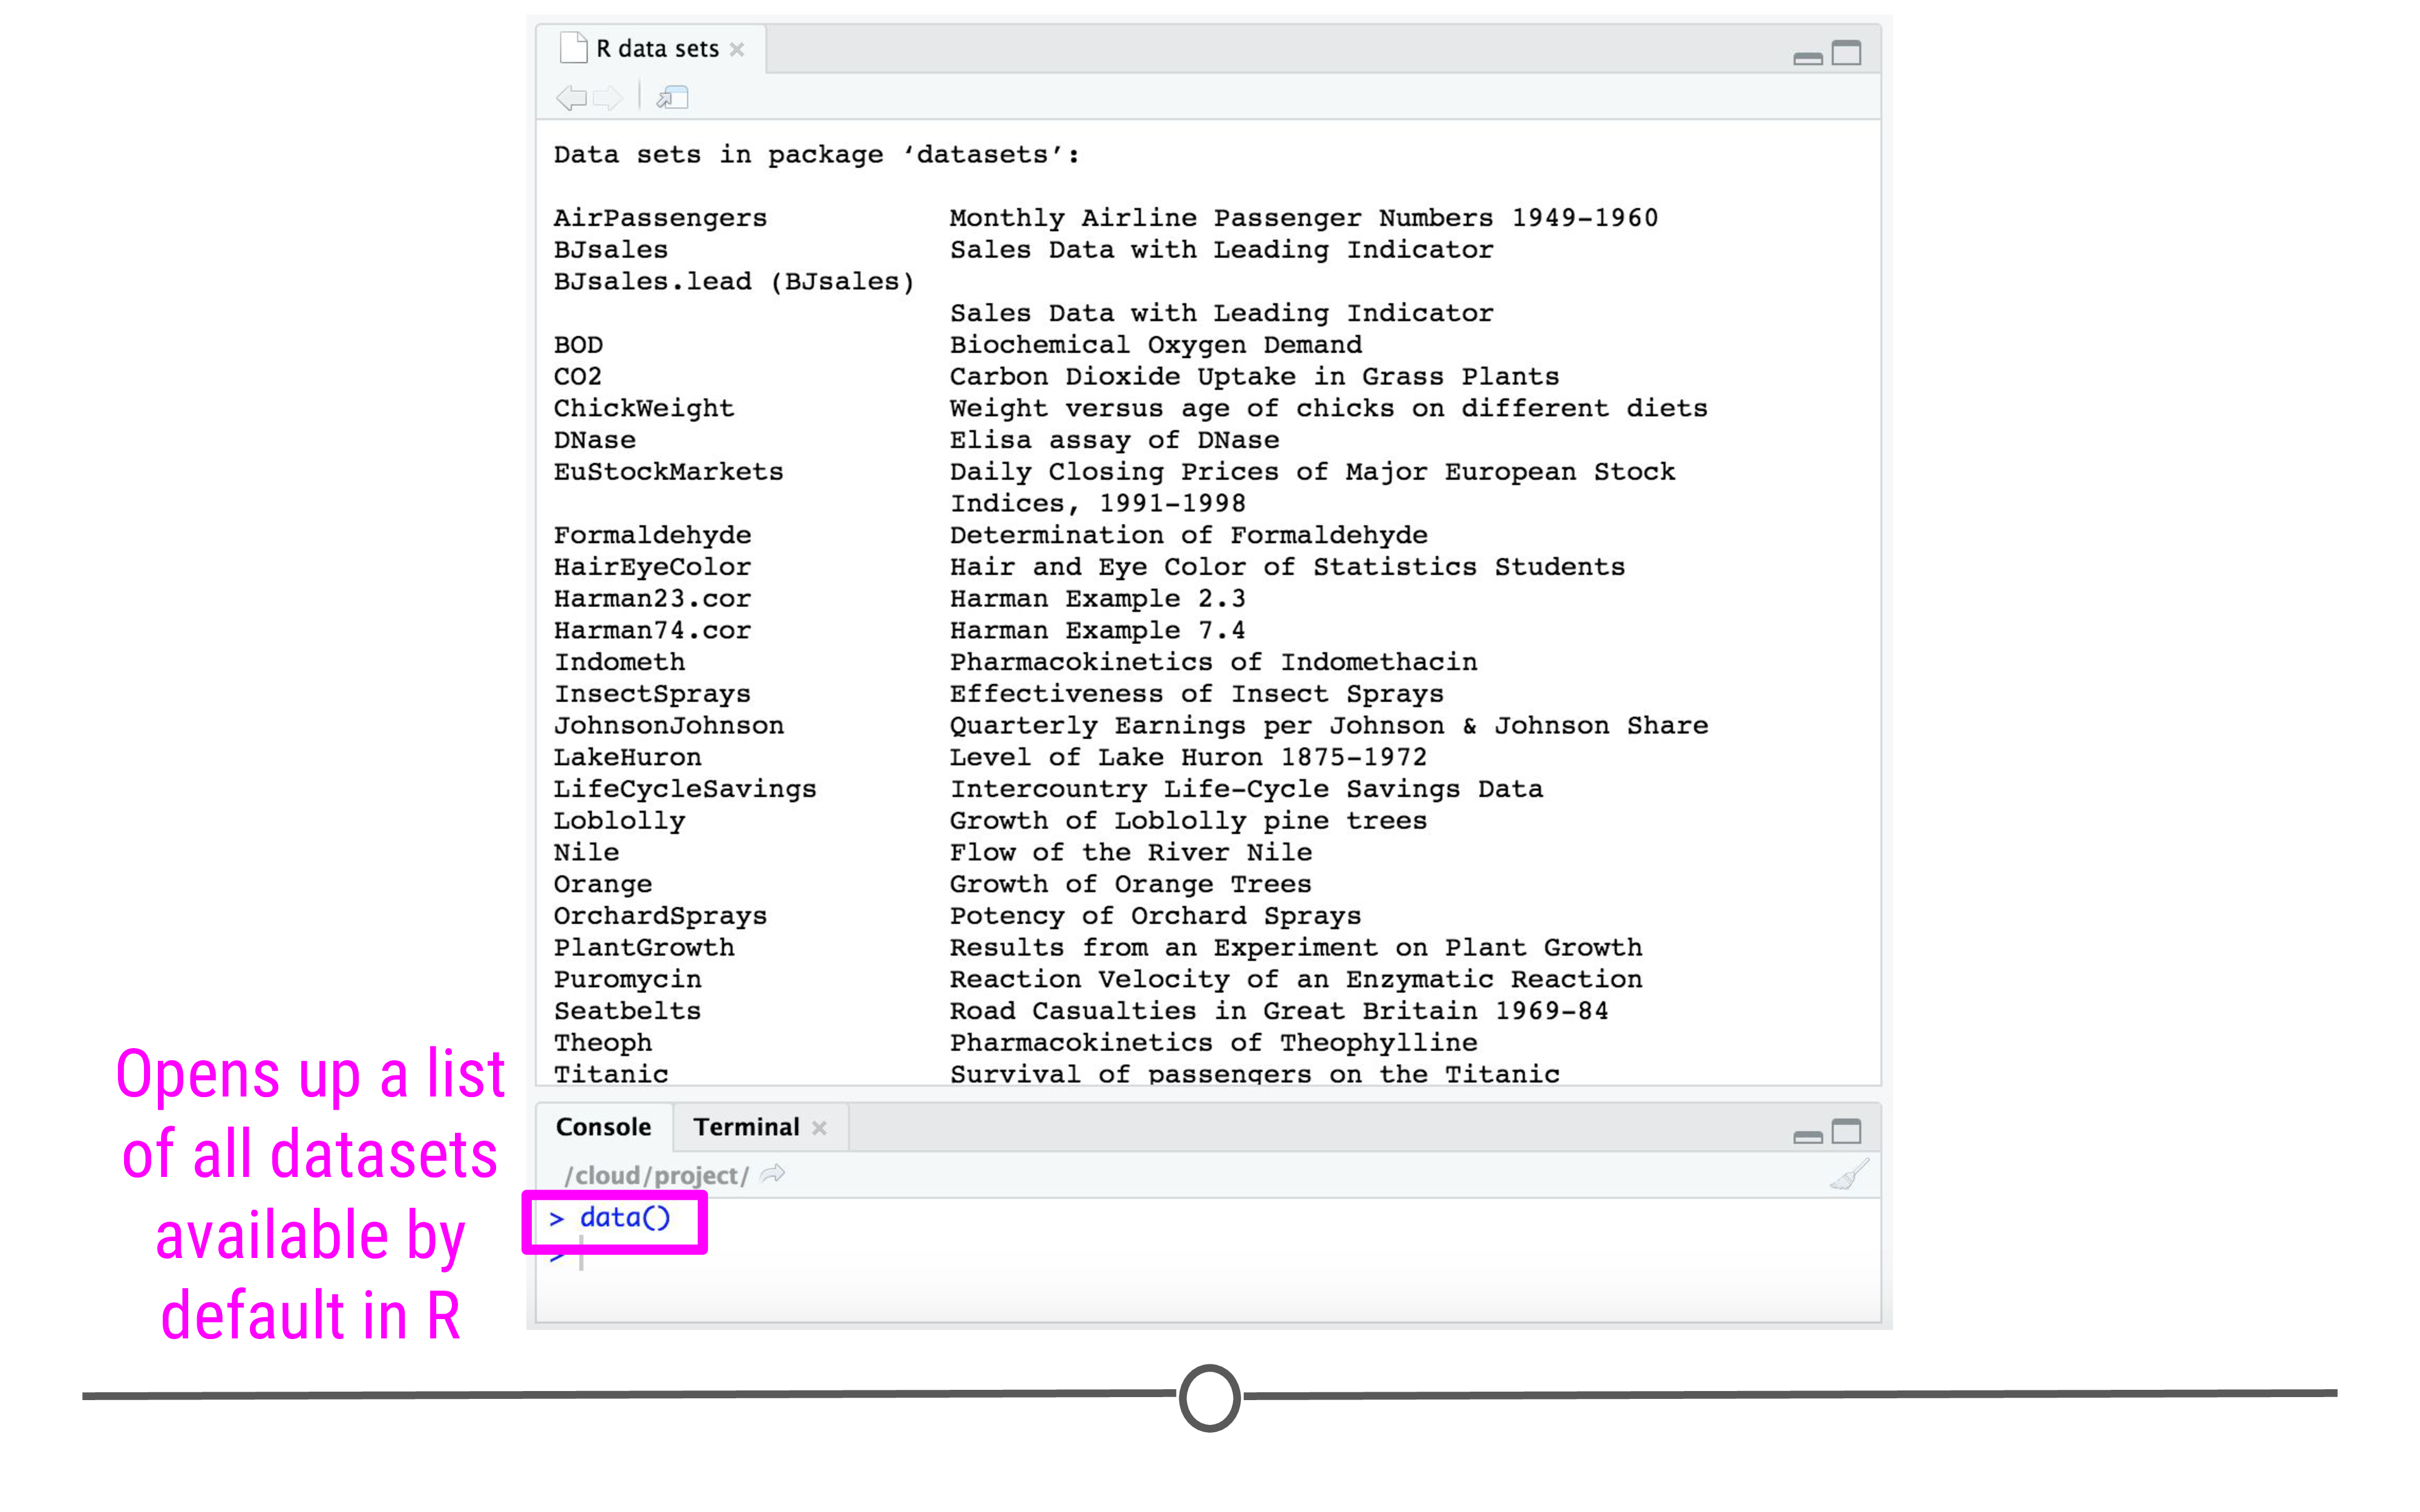 R data sets
Data sets in package ‘datasets’:
AirPassengers Monthly Airline Passenger Numbers 1949-1960
BJsales Sales Data with Leading Indicator
BJsales.lead (BJsales)
Sales Data with Leading Indicator
BOD Biochemical Oxygen Demand
CO2 Carbon Dioxide Uptake in Grass Plants
ChickWeight Weight versus age of chicks on different diets
DNase Elisa assay of DNase
EuStockMarkets Daily Closing Prices of Major European Stock
Indices, 1991-1998
Formaldehyde Determination of Formaldehyde
HairEyeColor Hair and Eye Color of Statistics Students
Harman23.cor Harman Example 2.3
Harman74.cor Harman Example 7.4
Indometh Pharmacokinetics of Indomethacin
InsectSprays Effectiveness of Insect Sprays
JohnsonJohnson Quarterly Earnings per Johnson & Johnson Share
LakeHuron Level of Lake Huron 1875-1972
LifeCycleSavings Intercountry Life-Cycle Savings Data
Loblolly Growth of Loblolly pine trees
Nile Flow of the River Nile
Orange Growth of Orange Trees
OrchardSprays Potency of Orchard Sprays
PlantGrowth Results from an Experiment on Plant Growth
Puromycin Reaction Velocity of an Enzymatic Reaction
Seatbelts Road Casualties in Great Britain 1969-84
Theoph Pharmacokinetics of Theophylline
Titanic Survival of passengers on the Titanic
Console Terminal
/cloud/project/
> data()
>
Opens up a list
of all datasets
available by
default in R